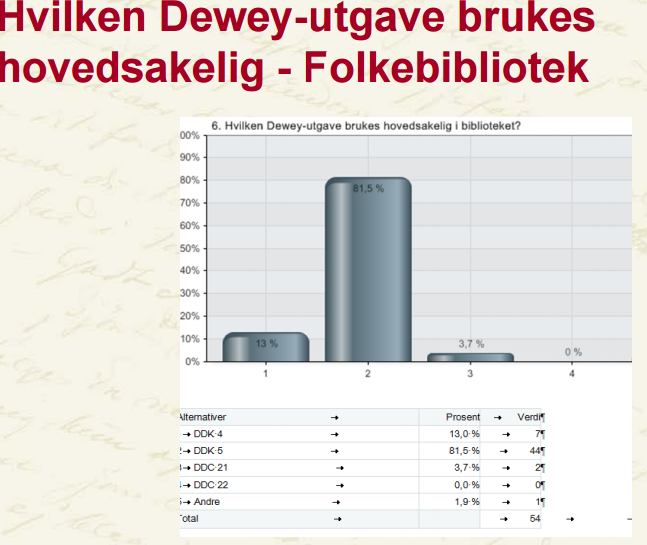 Hvilken Dewey-utgave brukes
hovedsakelig - Folkebibliotek
6. Hvilken Dewey-utgave brukes hovedsakelig i biblioteket?
00%
90%
80%
70%
60%
50%
40%
30%
20%
10%
0%
13 %
81,5 %
3,7 %
0 %
1 2 3 4
Alternativer → Prosent → Verdi¶
→ DDK·4 → 13,0·% → 7¶
→ DDK·5 → 81,5·% → 44¶
→ DDC·21 → 3,7·% → 2¶
→ DDC·22 → 0,0·% → 0¶
→ Andre → 1,9·% → 1¶
Total → → 54 →